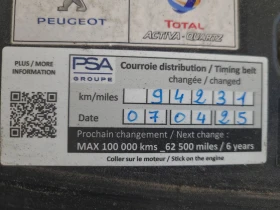 PEUGEOT
TOTAL
ACTIVA - QUARTZ
PLUS / MORE
INFORMATION
PSA
GROUPE
Courroie distribution / Timing belt
changée / changed
km/miles 94231
Date 070425
Prochain changement / Next change :
MAX 100 000 kms_62 500 miles / 6 years
Coller sur le moteur / Stick on the engine